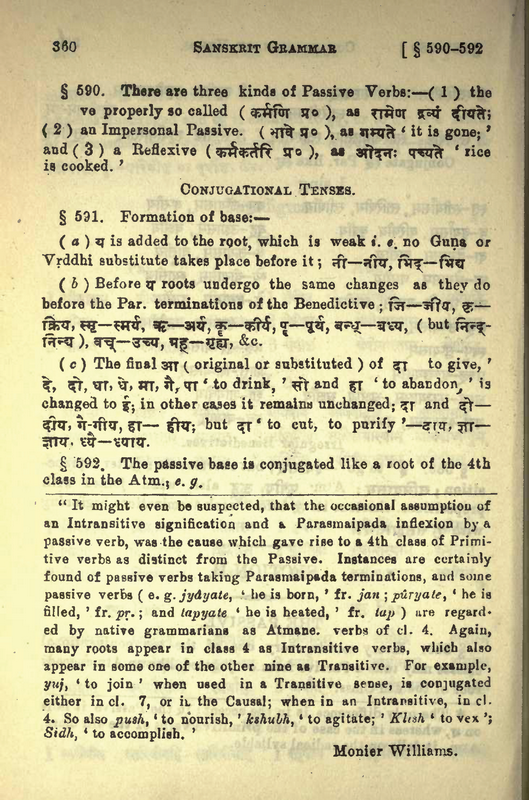 360 SANSKRIT GRAMMAR [ § 590-592
§ 590. There are three kinds of Passive Verbs:—( 1 ) the
ve properly so called ( कर्मणि प्र० ), as रामेण द्रव्यं दीयते;
( 2 ) an Impersonal Passive. ( भावे प्र० ), as गम्यते ‘ it is gone; ’
and ( 3 ) a Reflexive ( कर्मकर्तरि प्र० ), as ओदनः पच्यते ‘ rice
is cooked. ’
CONJUGATIONAL TENSES.
§ 591. Formation of base:—
( a ) य is added to the root, which is weak i. e. no Guṇa or
Vṛddhi substitute takes place before it ; नी—नीय, भिद्—भिद्य
( b ) Before य roots undergo the same changes as they do
before the Par. terminations of the Benedictive ; जि—जीय, कृ—
क्रिय, स्मृ—स्मर्य, ऋ—अर्य, कॄ—कीर्य, पॄ—पूर्य, बन्ध्—बध्य, ( but निन्द्-
निन्द्य ), वच्—उच्य, ग्रह्—गृह्य, &c.
( c ) The final आ ( original or substituted ) of दा to give, ’
दे, दो, धा, धे, मा, गै, पा ‘ to drink, ’ सो and हा ‘ to abandon, ’ is
changed to ई; in other cases it remains unchanged; दा and दो—
दीय, गै-गीय, हा— हीय; but दा ‘ to cut, to purify ’—दाय, ज्ञा—
ज्ञाय. ध्यै—ध्याय.
§ 592. The passive base is conjugated like a root of the 4th
class in the Atm.; e. g.
“ It might even be suspected, that the occasional assumption of
an Intransitive signification and a Parasmaipada inflexion by a
passive verb, was the cause which gave rise to a 4th class of Primi-
tive verbs as distinct from the Passive. Instances are certainly
found of passive verbs taking Parasmaipada terminations, and some
passive verbs ( e. g. jyâyate, ‘ he is born, ’ fr. jan ; pûryate, ‘ he is
filled, ’ fr. pṛ. ; and tapyate ‘ he is heated, ’ fr. tap ) are regard-
ed by native grammarians as Atmane. verbs of cl. 4. Again,
many roots appear in class 4 as Intransitive verbs, which also
appear in some one of the other nine as Transitive. For example,
yuj, ‘ to join ’ when used in a Transitive sense, is conjugated
either in cl. 7, or in the Causal; when in an Intransitive, in cl.
4. So also push, ‘ to nourish, ’ kshubh, ‘ to agitate; ’ Klish ‘ to vex ’;
Sidh, ‘ to accomplish. ’
Monier Williams.